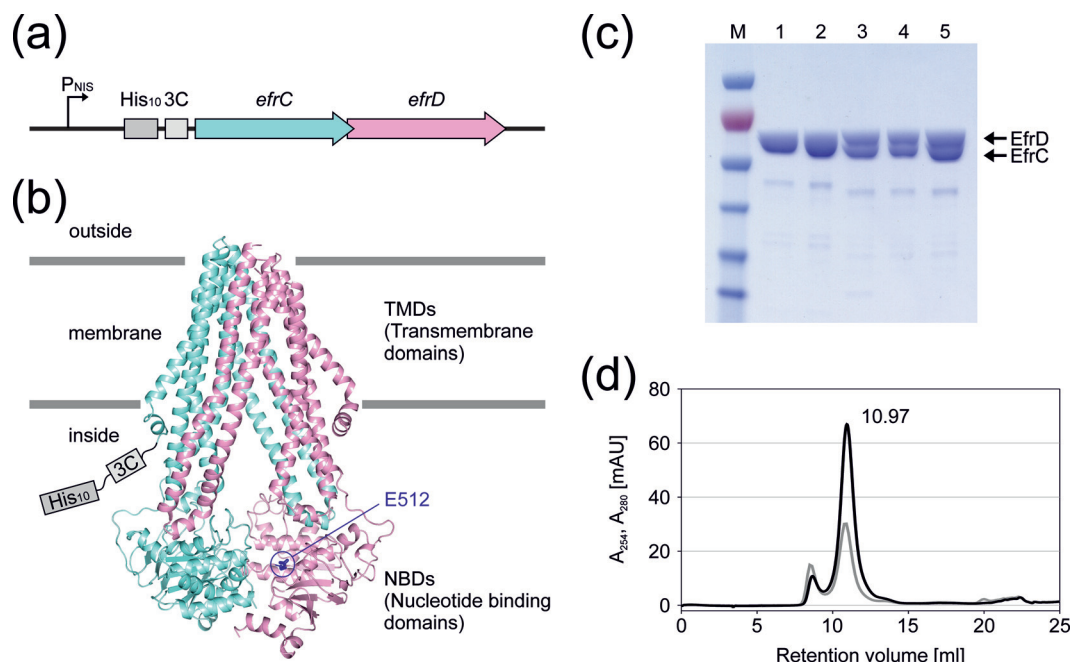 (a)
P_NIS
His₁₀ 3C efrC efrD
(b)
outside
membrane
inside
His₁₀ 3C
TMDs
(Transmembrane
domains)
E512
NBDs
(Nucleotide binding
domains)
(c)
M 1 2 3 4 5
EfrD
EfrC
(d)
80
60
40
20
0
A₂₅₄, A₂₈₀ [mAU]
10.97
0 5 10 15 20 25
Retention volume [ml]